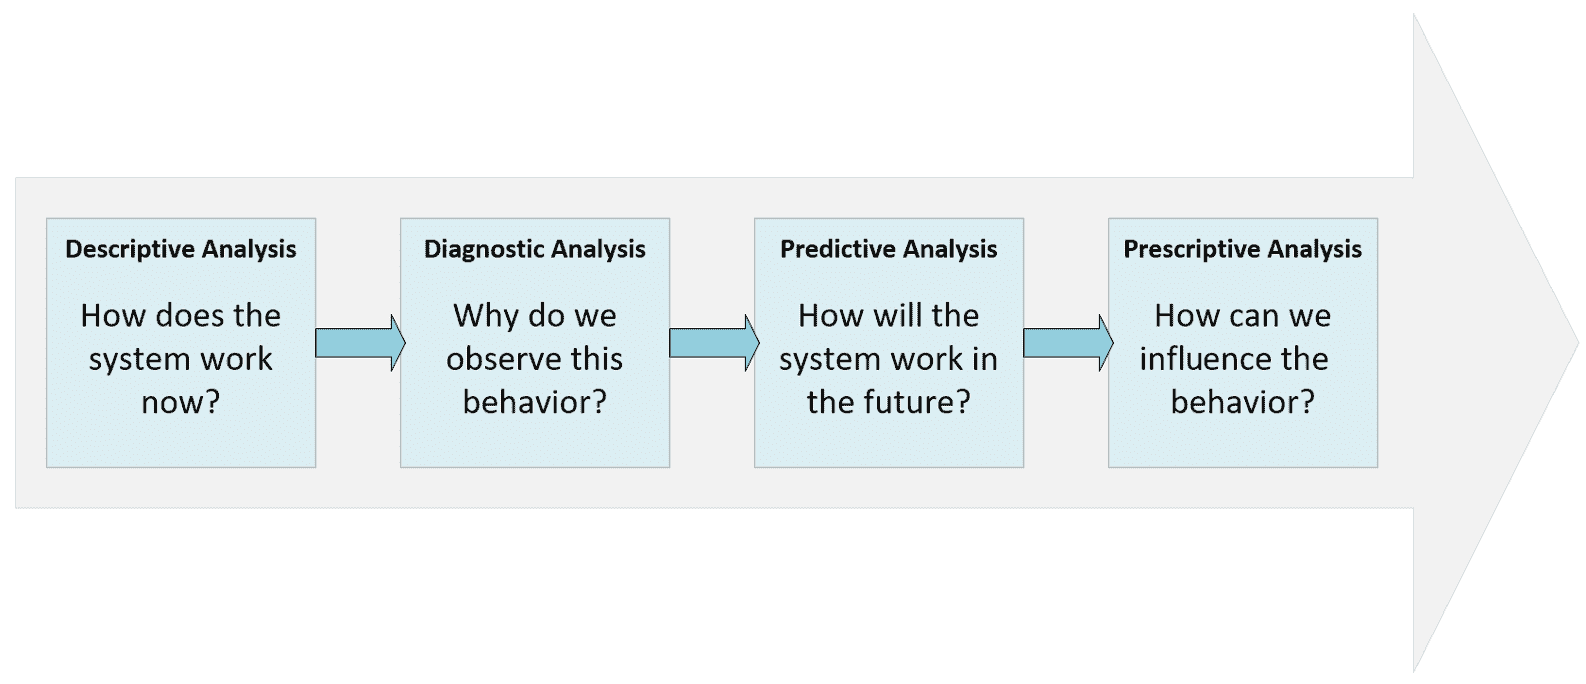 Descriptive Analysis
How does the
system work
now?
Diagnostic Analysis
Why do we
observe this
behavior?
Predictive Analysis
How will the
system work in
the future?
Prescriptive Analysis
How can we
influence the
behavior?